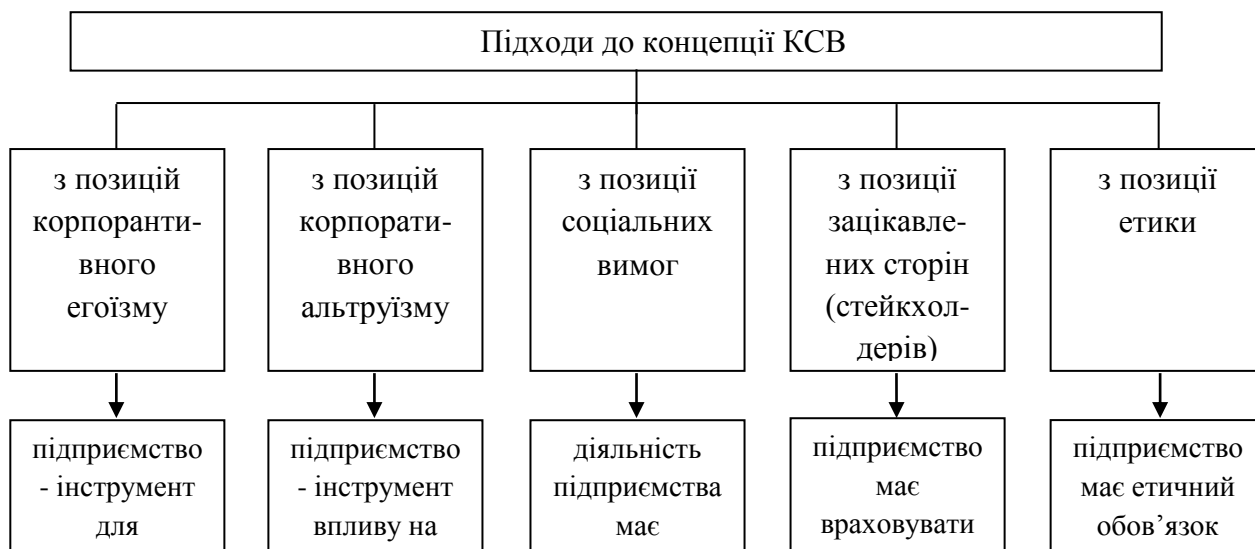 Підходи до концепції КСВ
з позицій
корпоранти-
вного
егоїзму
з позицій
корпорати-
вного
альтруїзму
з позиції
соціальних
вимог
з позиції
зацікавле-
них сторін
(стейкхол-
дерів)
з позиції
етики
підприємство
- інструмент
для
підприємство
- інструмент
впливу на
діяльність
підприємства
має
підприємство
має
враховувати
підприємство
має етичний
обов’язок